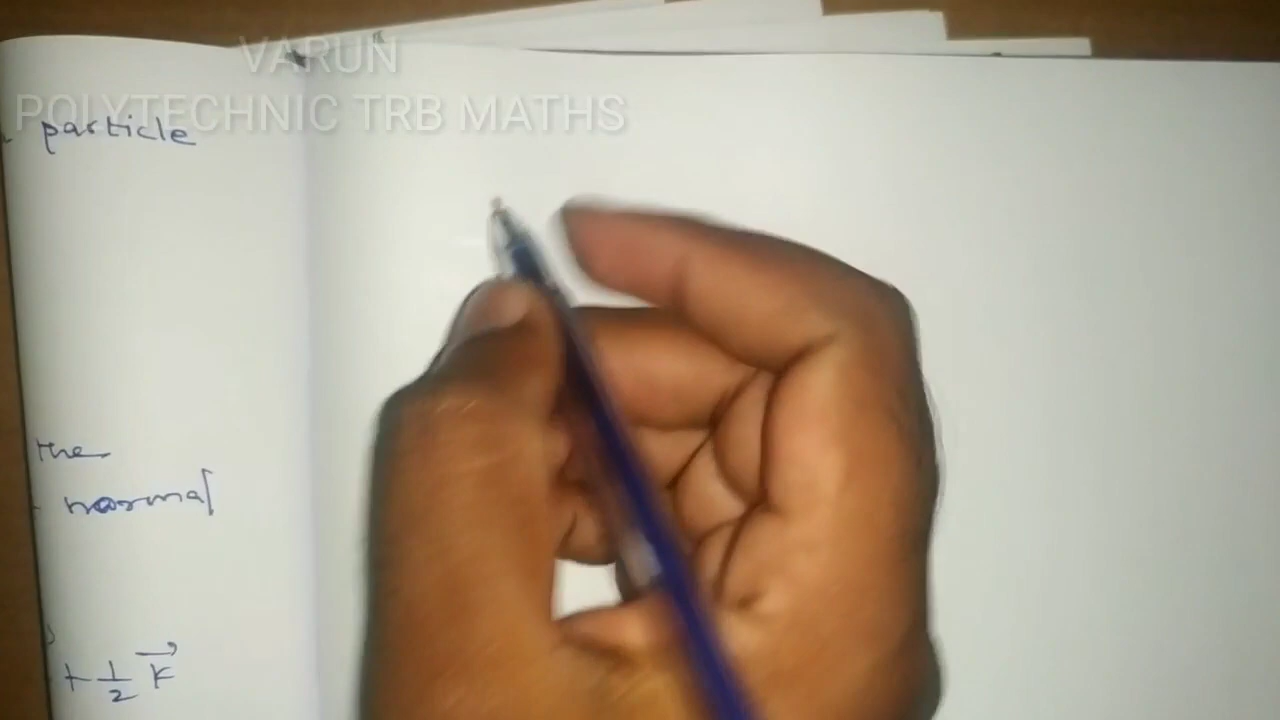 VARUN
POLYTECHNIC TRB MATHS
particle
the
normal
+ 1/2 k⃗